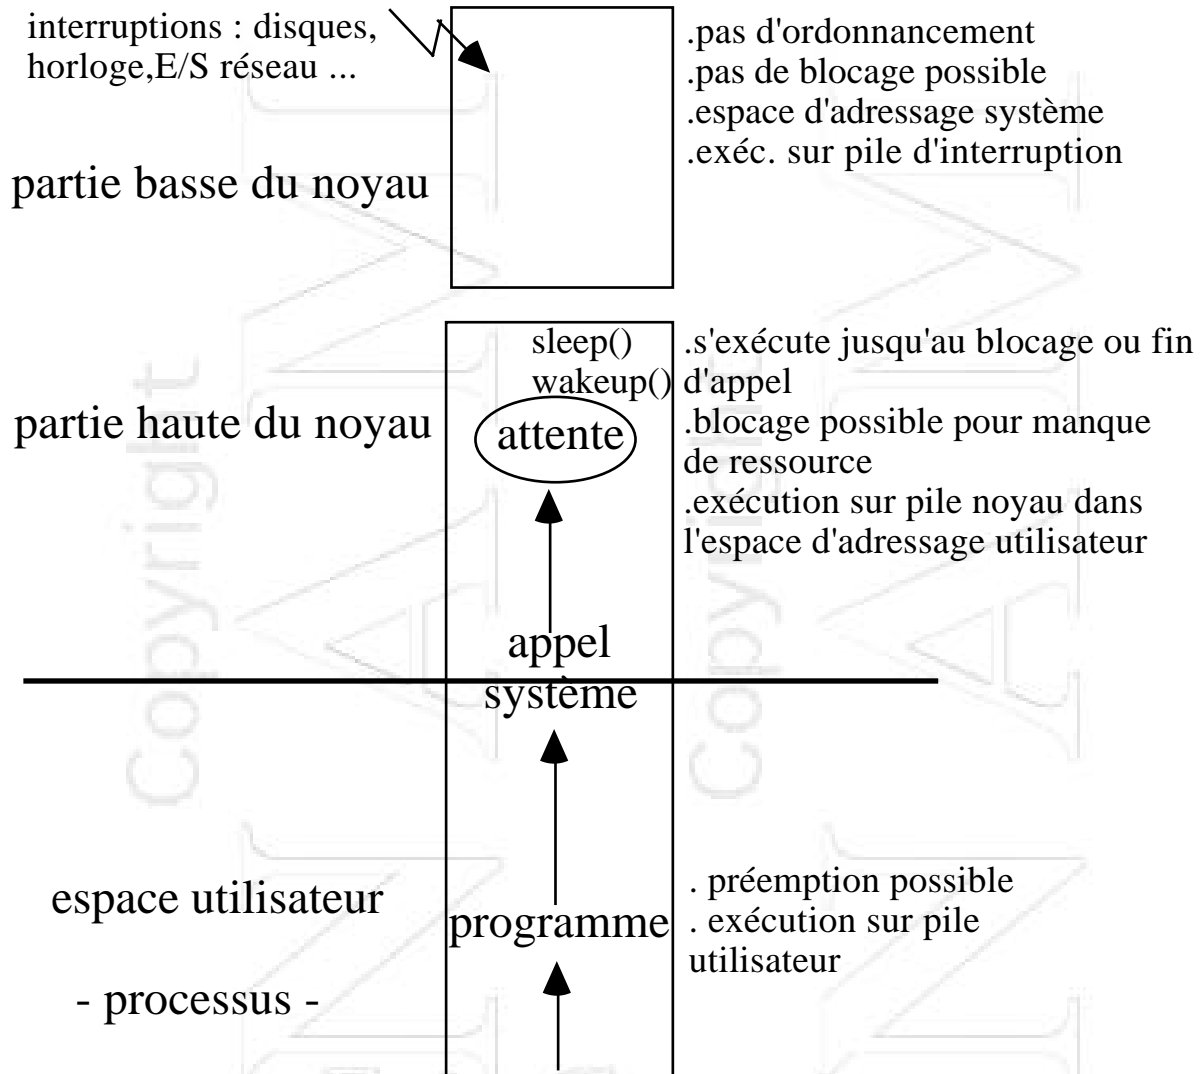 interruptions : disques,
horloge,E/S réseau ...
.pas d'ordonnancement
.pas de blocage possible
.espace d'adressage système
.exéc. sur pile d'interruption
partie basse du noyau
sleep()
wakeup()
.s'exécute jusqu'au blocage ou fin
d'appel
.blocage possible pour manque
de ressource
.exécution sur pile noyau dans
l'espace d'adressage utilisateur
partie haute du noyau
attente
appel
système
espace utilisateur
- processus -
programme
. préemption possible
. exécution sur pile
utilisateur
Copyright
Copyright